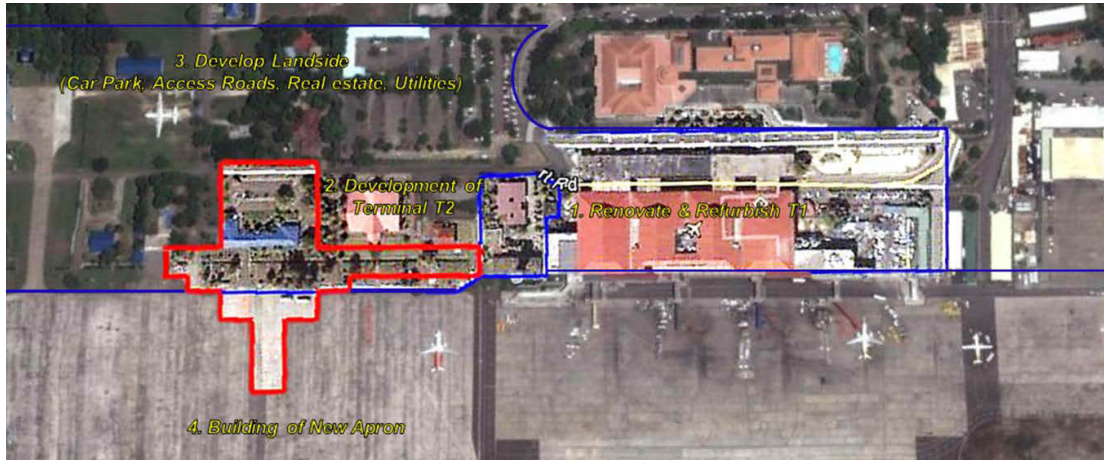 3. Develop Landside
(Car Park, Access Roads, Real estate, Utilities)
2. Development of
Terminal T2
Rd
1. Renovate & Refurbish T1
4. Building of New Apron